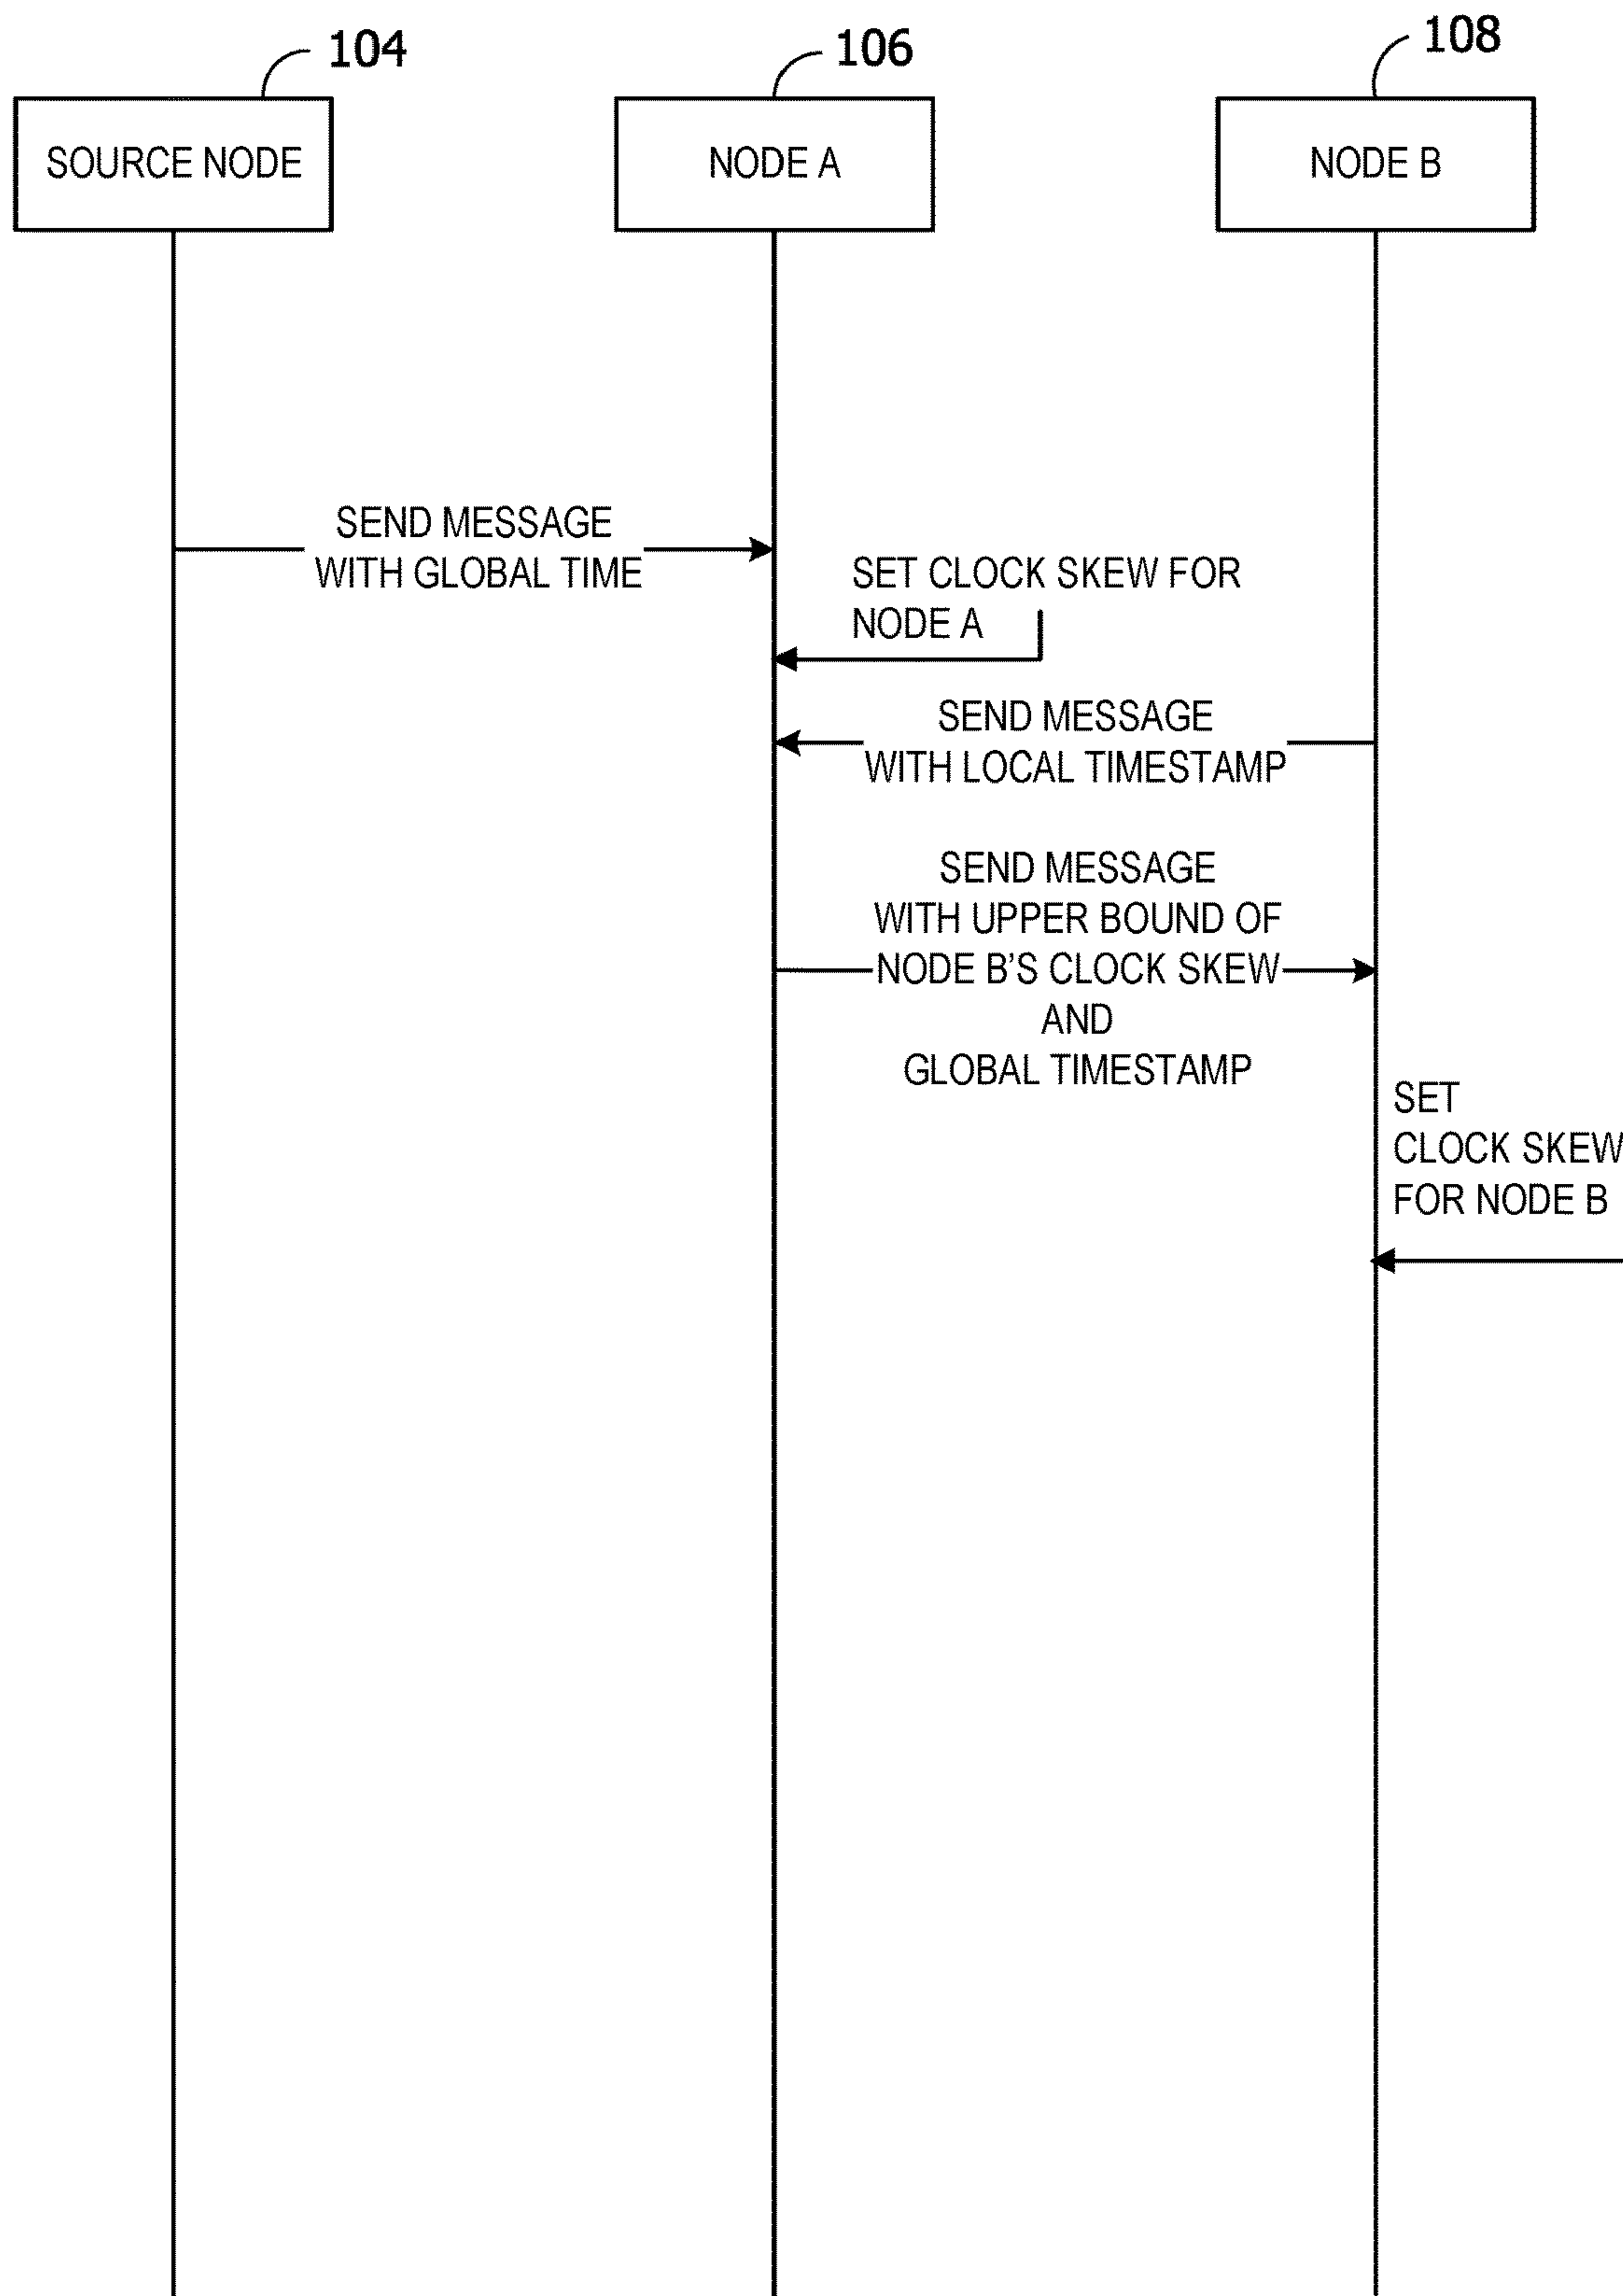 104
106
108
SOURCE NODE
NODE A
NODE B
SEND MESSAGE
WITH GLOBAL TIME
SET CLOCK SKEW FOR
NODE A
SEND MESSAGE
WITH LOCAL TIMESTAMP
SEND MESSAGE
WITH UPPER BOUND OF
NODE B'S CLOCK SKEW
AND
GLOBAL TIMESTAMP
SET
CLOCK SKEW
FOR NODE B